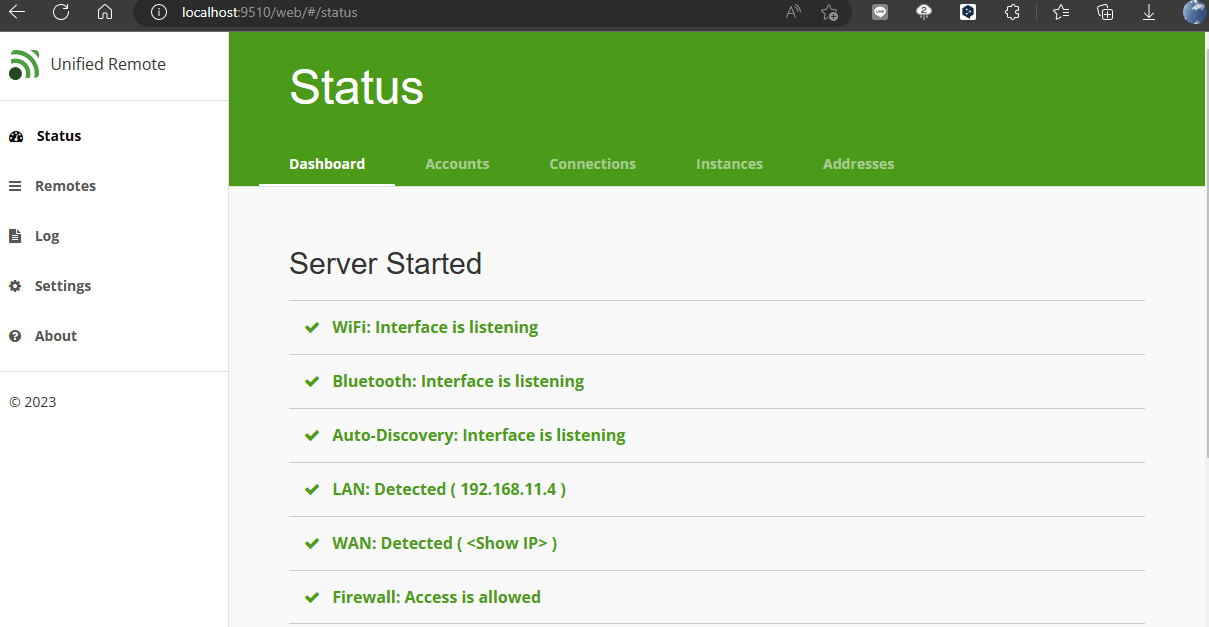 localhost:9510/web/#/status
Unified Remote
Status
Dashboard
Accounts
Connections
Instances
Addresses
Status
Remotes
Log
Settings
About
© 2023
Server Started
WiFi: Interface is listening
Bluetooth: Interface is listening
Auto-Discovery: Interface is listening
LAN: Detected ( 192.168.11.4 )
WAN: Detected ( <Show IP> )
Firewall: Access is allowed